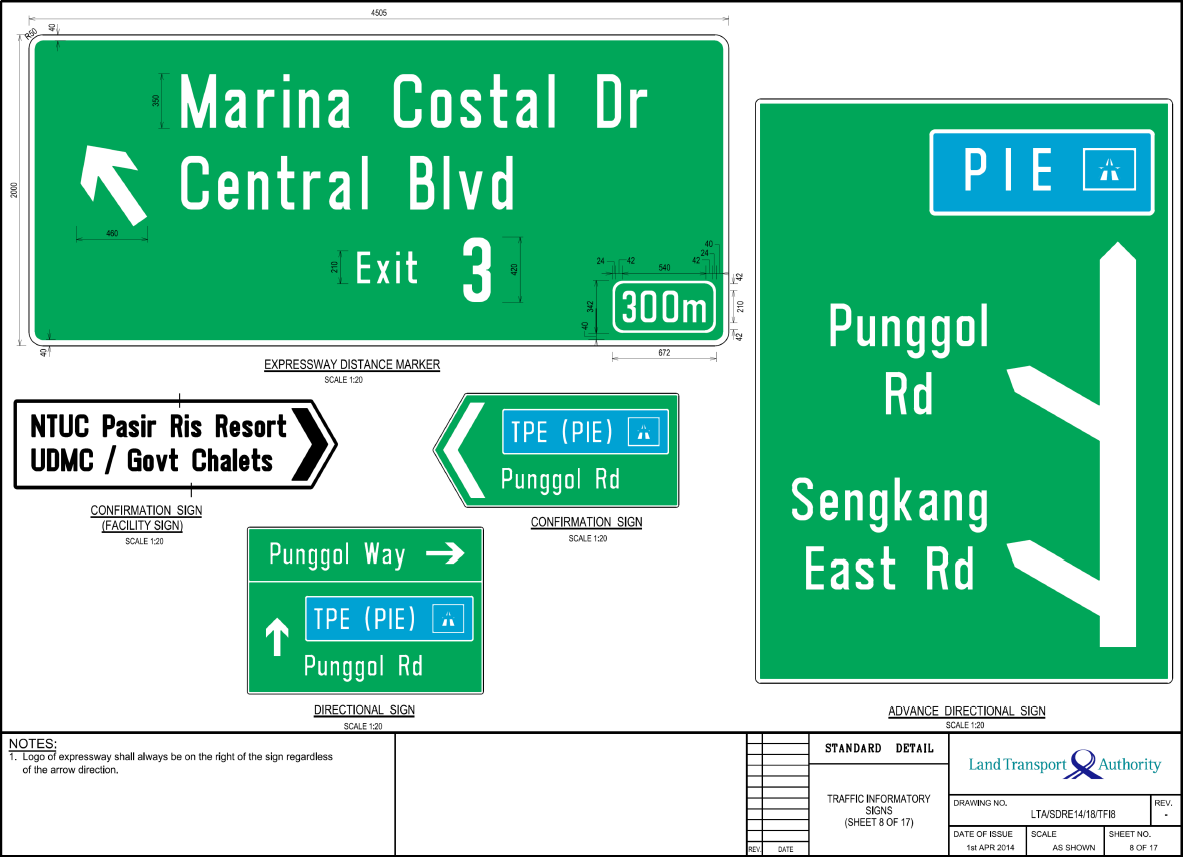 4505
R50
40
Marina Costal Dr
350
Central Blvd
2000
460
210
Exit 3
420
40
24
24
42
540
42
42
300m
342
210
40
42
40
672
EXPRESSWAY DISTANCE MARKER
SCALE 1:20
PIE
Punggol
Rd
Sengkang
East Rd
ADVANCE DIRECTIONAL SIGN
SCALE 1:20
NTUC Pasir Ris Resort
UDMC / Govt Chalets
CONFIRMATION SIGN
(FACILITY SIGN)
SCALE 1:20
TPE (PIE)
Punggol Rd
CONFIRMATION SIGN
SCALE 1:20
Punggol Way
TPE (PIE)
Punggol Rd
DIRECTIONAL SIGN
SCALE 1:20
NOTES:
1. Logo of expressway shall always be on the right of the sign regardless
of the arrow direction.
REV. DATE
STANDARD DETAIL
TRAFFIC INFORMATORY
SIGNS
(SHEET 8 OF 17)
Land Transport Authority
DRAWING NO.
LTA/SDRE14/18/TFI8
REV.
-
DATE OF ISSUE
1st APR 2014
SCALE
AS SHOWN
SHEET NO.
8 OF 17